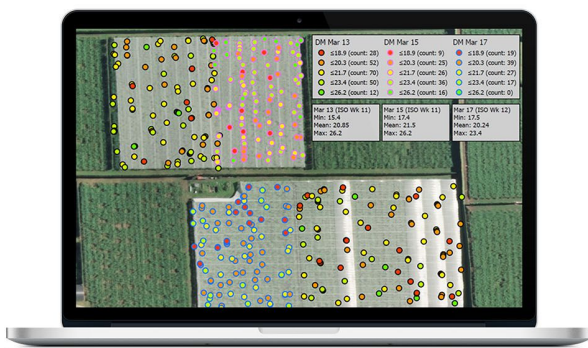 DM Mar 13 DM Mar 15 DM Mar 17
≤18.9 (count: 28) ≤18.9 (count: 9) ≤18.9 (count: 19)
≤20.3 (count: 52) ≤20.3 (count: 25) ≤20.3 (count: 39)
≤21.7 (count: 70) ≤21.7 (count: 26) ≤21.7 (count: 27)
≤23.4 (count: 50) ≤23.4 (count: 36) ≤23.4 (count: 17)
≤26.2 (count: 12) ≤26.2 (count: 16) ≤26.2 (count: 0)
Mar 13 (ISO Wk 11) Mar 15 (ISO Wk 11) Mar 17 (ISO Wk 12)
Min: 15.4 Min: 17.4 Min: 17.5
Mean: 20.85 Mean: 21.5 Mean: 20.24
Max: 26.2 Max: 26.2 Max: 23.4